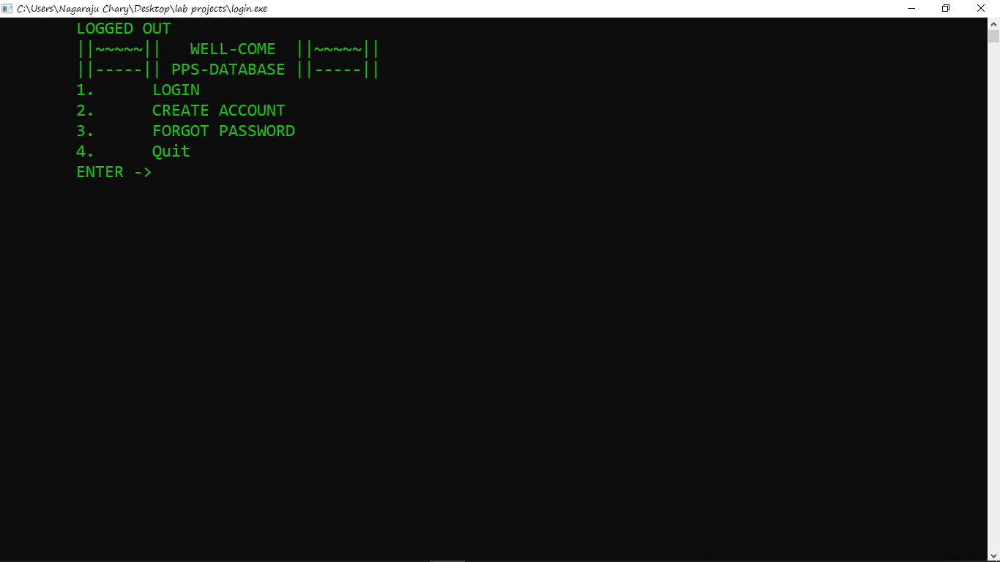 C:\Users\Nagaraju Chary\Desktop\lab projects\login.exe
LOGGED OUT
||~~~~~||   WELL-COME  ||~~~~~||
||-----|| PPS-DATABASE ||-----||
1.      LOGIN
2.      CREATE ACCOUNT
3.      FORGOT PASSWORD
4.      Quit
ENTER ->